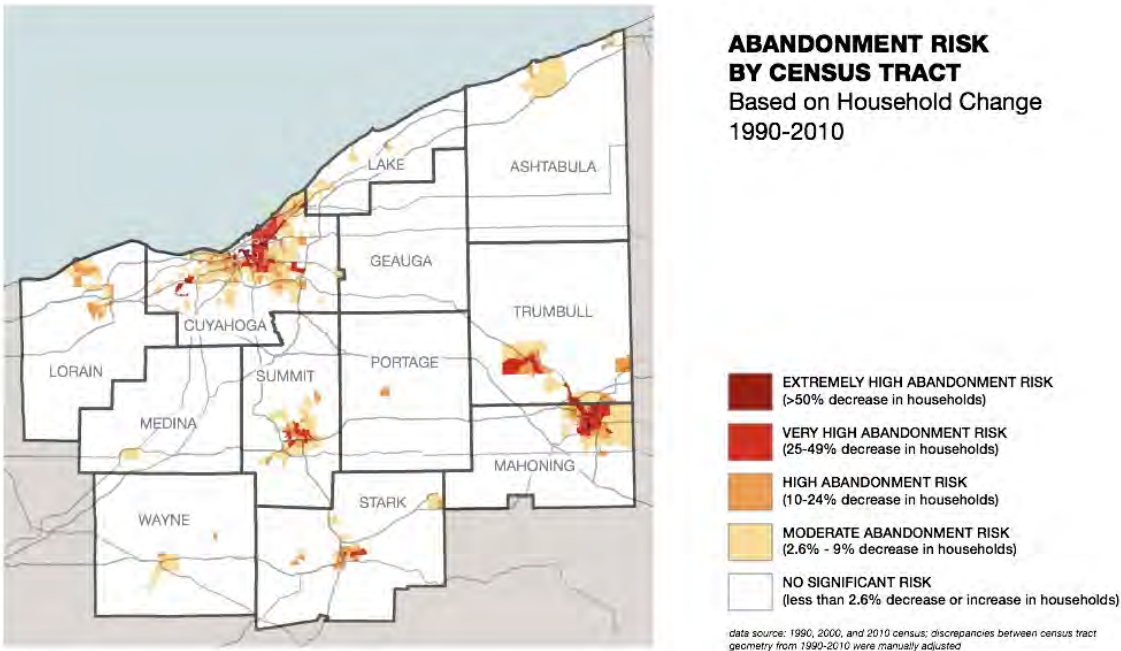 ABANDONMENT RISK
BY CENSUS TRACT
Based on Household Change
1990-2010
LAKE
ASHTABULA
GEAUGA
CUYAHOGA
TRUMBULL
LORAIN
SUMMIT
PORTAGE
MEDINA
MAHONING
STARK
WAYNE
EXTREMELY HIGH ABANDONMENT RISK
(>50% decrease in households)
VERY HIGH ABANDONMENT RISK
(25-49% decrease in households)
HIGH ABANDONMENT RISK
(10-24% decrease in households)
MODERATE ABANDONMENT RISK
(2.6% - 9% decrease in households)
NO SIGNIFICANT RISK
(less than 2.6% decrease or increase in households)
data source: 1990, 2000, and 2010 census; discrepancies between census tract
geometry from 1990-2010 were manually adjusted